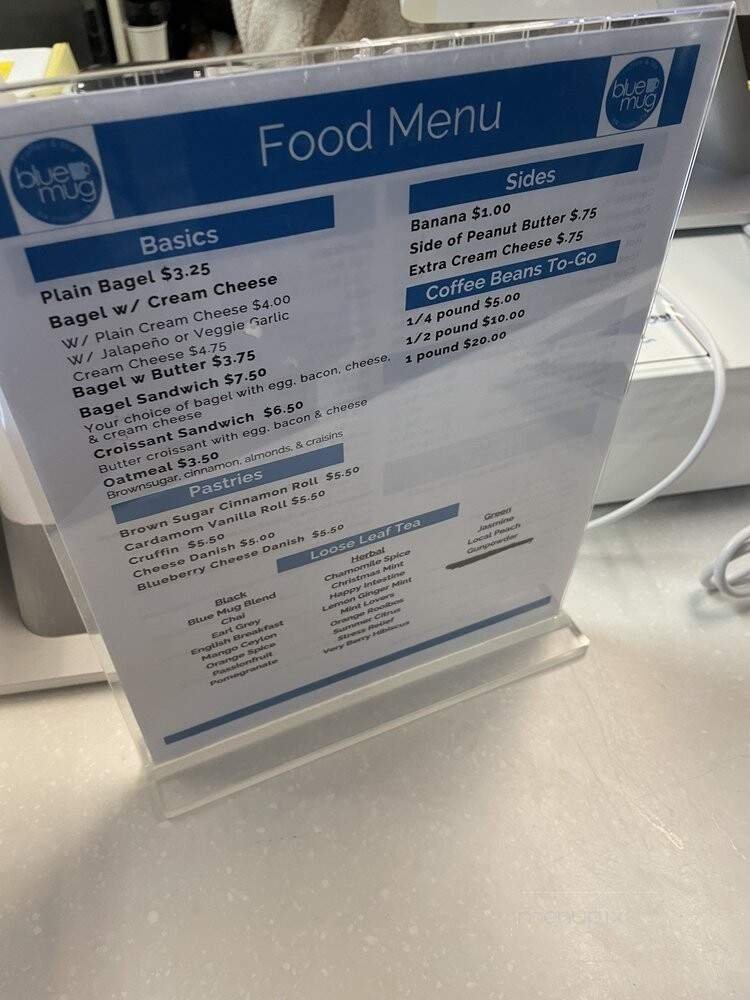 Food Menu
blue mug
blue mug
Basics
Plain Bagel $3.25
Bagel w/ Cream Cheese
W/ Plain Cream Cheese $4.00
W/ Jalapeño or Veggie Garlic
Cream Cheese $4.75
Bagel w Butter $3.75
Bagel Sandwich $7.50
Your choice of bagel with egg, bacon, cheese,
& cream cheese
Croissant Sandwich $6.50
Butter croissant with egg, bacon & cheese
Oatmeal $3.50
Brownsugar, cinnamon, almonds, & craisins
Pastries
Brown Sugar Cinnamon Roll $5.50
Cardamom Vanilla Roll $5.50
Cruffin $5.50
Cheese Danish $5.00
Blueberry Cheese Danish $5.50
Sides
Banana $1.00
Side of Peanut Butter $.75
Extra Cream Cheese $.75
Coffee Beans To-Go
1/4 pound $5.00
1/2 pound $10.00
1 pound $20.00
Loose Leaf Tea
Black
Blue Mug Blend
Chai
Earl Grey
English Breakfast
Mango Ceylon
Orange Spice
Passionfruit
Pomegranate
Herbal
Chamomile Spice
Christmas Mint
Happy Intestine
Lemon Ginger Mint
Mint Lovers
Orange Rooibos
Summer Citrus
Stress Relief
Very Berry Hibiscus
Green
Jasmine
Local Peach
Gunpowder
menupix